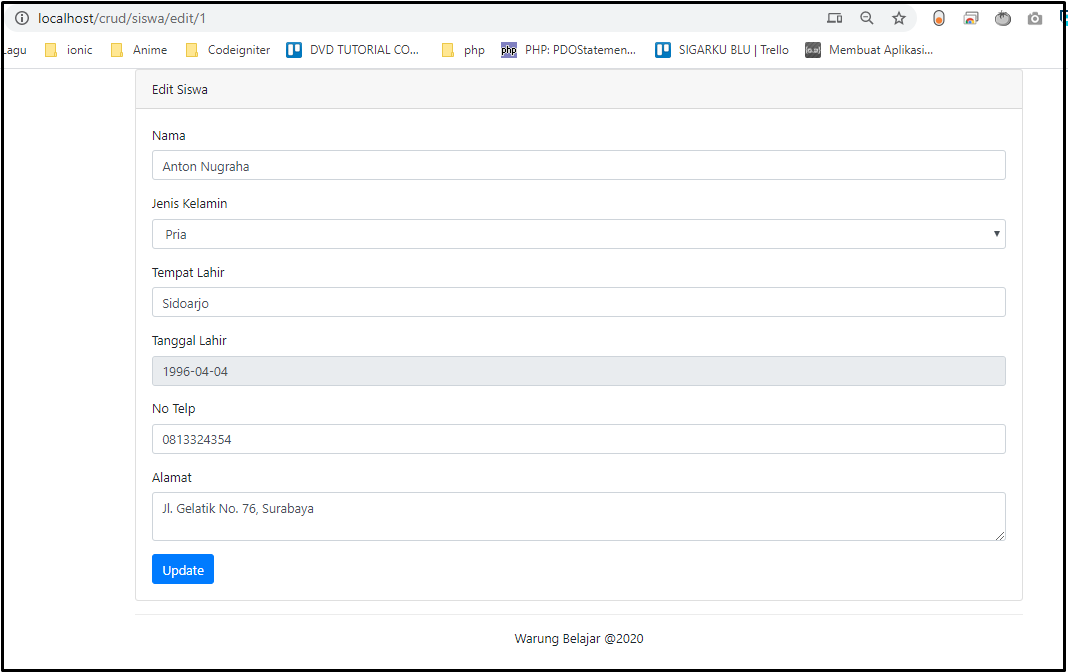 localhost/crud/siswa/edit/1
agu ionic Anime Codeigniter DVD TUTORIAL CO... php php PHP: PDOStatemen... SIGARKU BLU | Trello Membuat Aplikasi...
Edit Siswa
Nama
Anton Nugraha
Jenis Kelamin
Pria
Tempat Lahir
Sidoarjo
Tanggal Lahir
1996-04-04
No Telp
0813324354
Alamat
Jl. Gelatik No. 76, Surabaya
Update
Warung Belajar @2020